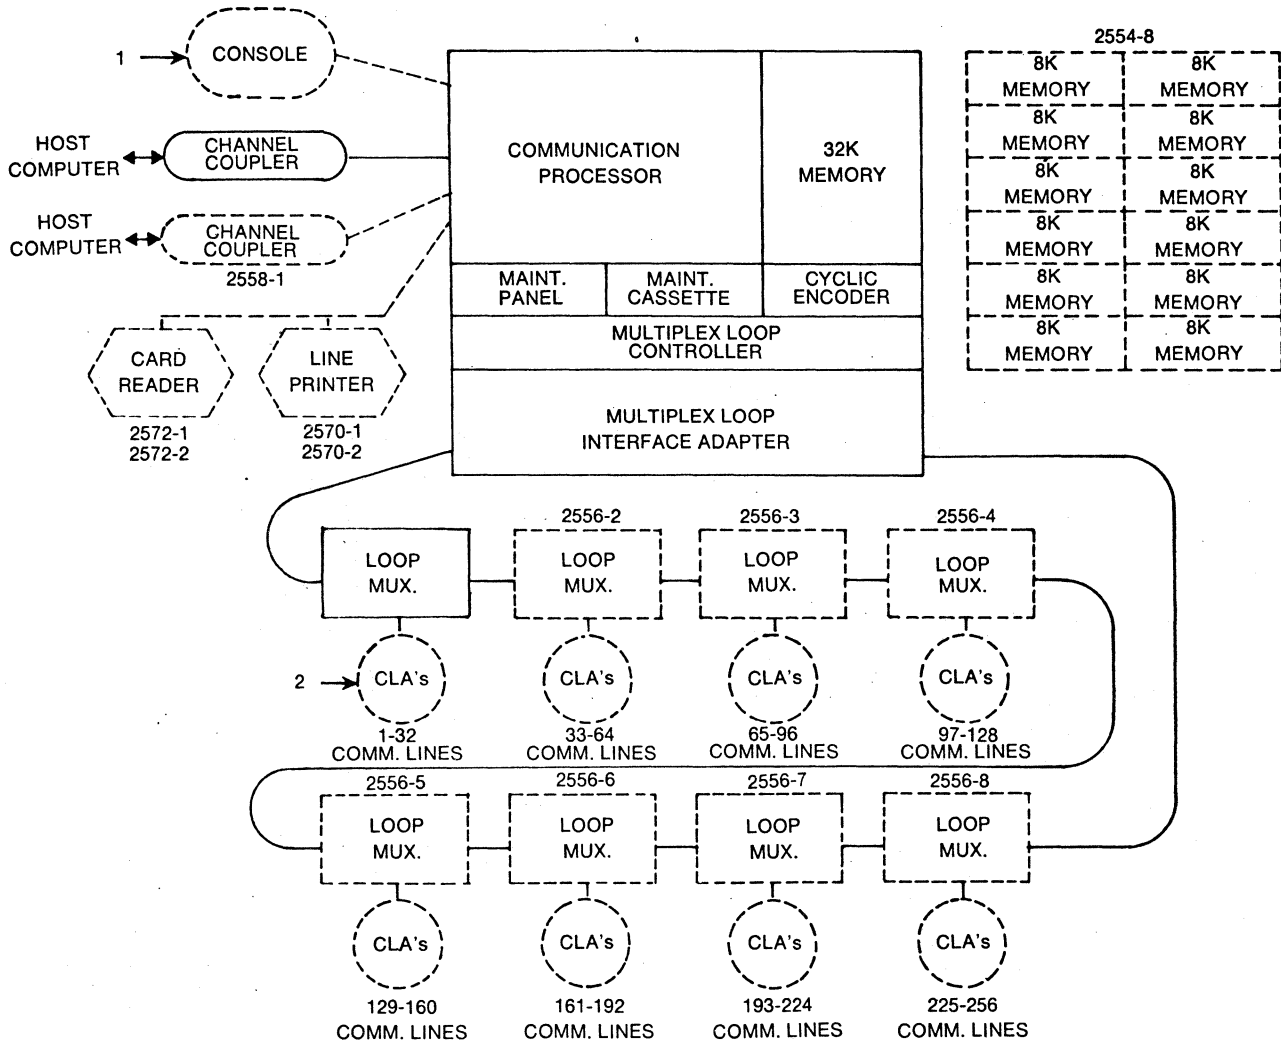 1
CONSOLE
HOST
COMPUTER
CHANNEL
COUPLER
HOST
COMPUTER
CHANNEL
COUPLER
2558-1
CARD
READER
2572-1
2572-2
LINE
PRINTER
2570-1
2570-2
COMMUNICATION
PROCESSOR
32K
MEMORY
MAINT.
PANEL
MAINT.
CASSETTE
CYCLIC
ENCODER
MULTIPLEX LOOP
CONTROLLER
MULTIPLEX LOOP
INTERFACE ADAPTER
2554-8
8K
MEMORY
8K
MEMORY
8K
MEMORY
8K
MEMORY
8K
MEMORY
8K
MEMORY
8K
MEMORY
8K
MEMORY
8K
MEMORY
8K
MEMORY
8K
MEMORY
8K
MEMORY
LOOP
MUX.
2556-2
LOOP
MUX.
2556-3
LOOP
MUX.
2556-4
LOOP
MUX.
2
CLA's
1-32
COMM. LINES
CLA's
33-64
COMM. LINES
CLA's
65-96
COMM. LINES
CLA's
97-128
COMM. LINES
2556-5
LOOP
MUX.
2556-6
LOOP
MUX.
2556-7
LOOP
MUX.
2556-8
LOOP
MUX.
CLA's
129-160
COMM. LINES
CLA's
161-192
COMM. LINES
CLA's
193-224
COMM. LINES
CLA's
225-256
COMM. LINES